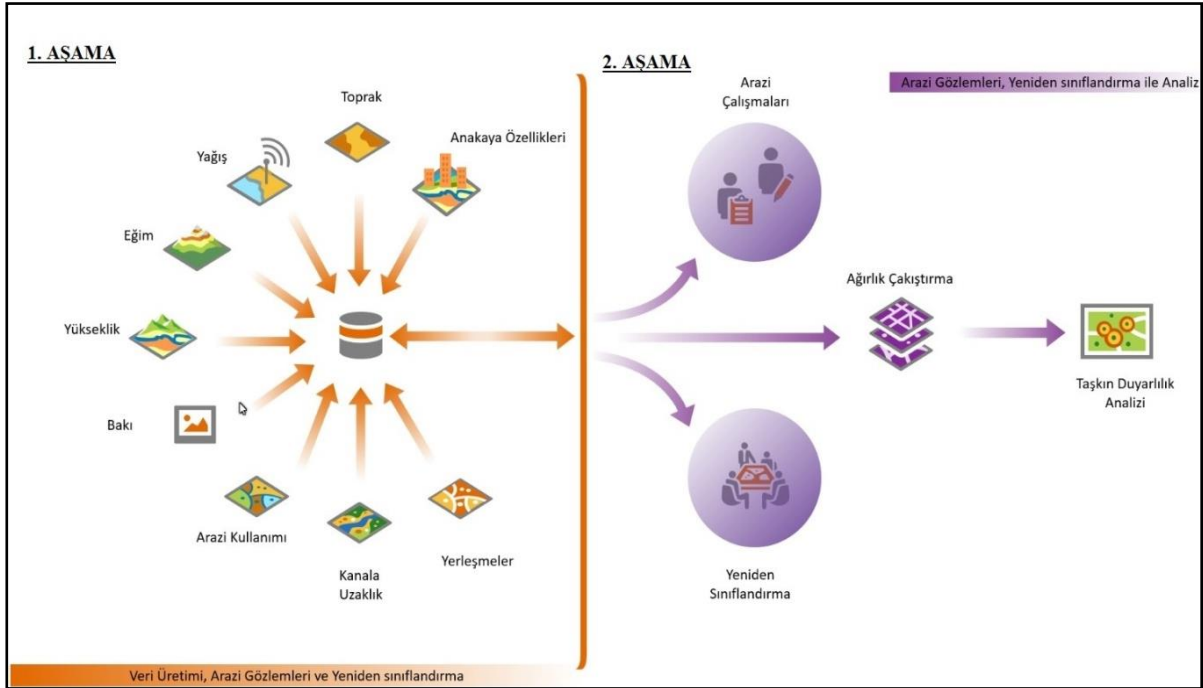 1. AŞAMA
Toprak
Anakaya Özellikleri
Yağış
Eğim
Yükseklik
Bakı
Arazi Kullanımı
Kanala
Uzaklık
Yerleşmeler
Veri Üretimi, Arazi Gözlemleri ve Yeniden sınıflandırma
2. AŞAMA
Arazi Gözlemleri, Yeniden sınıflandırma ile Analiz
Arazi
Çalışmaları
Ağırlık Çakıştırma
Taşkın Duyarlılık
Analizi
Yeniden
Sınıflandırma